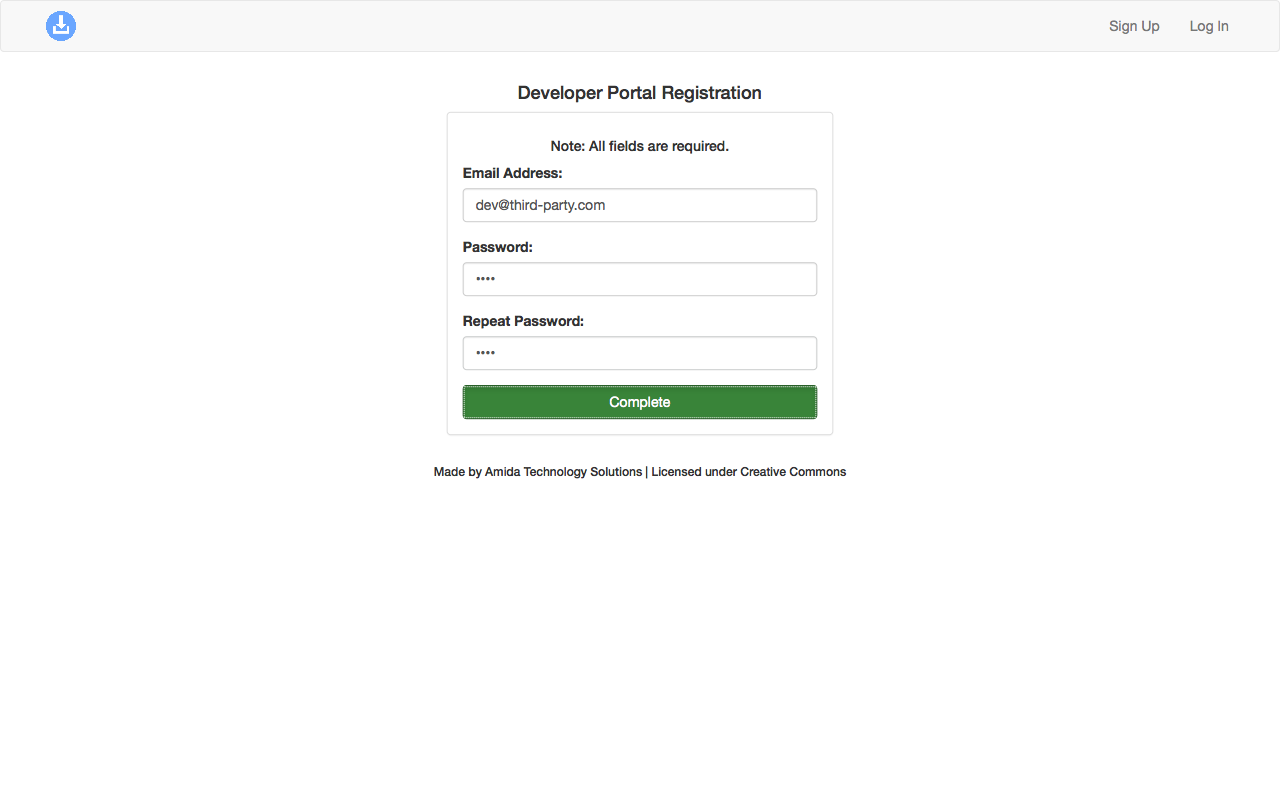 Sign Up Log In
Developer Portal Registration
Note: All fields are required.
Email Address:
dev@third-party.com
Password:
••••
Repeat Password:
••••
Complete
Made by Amida Technology Solutions | Licensed under Creative Commons